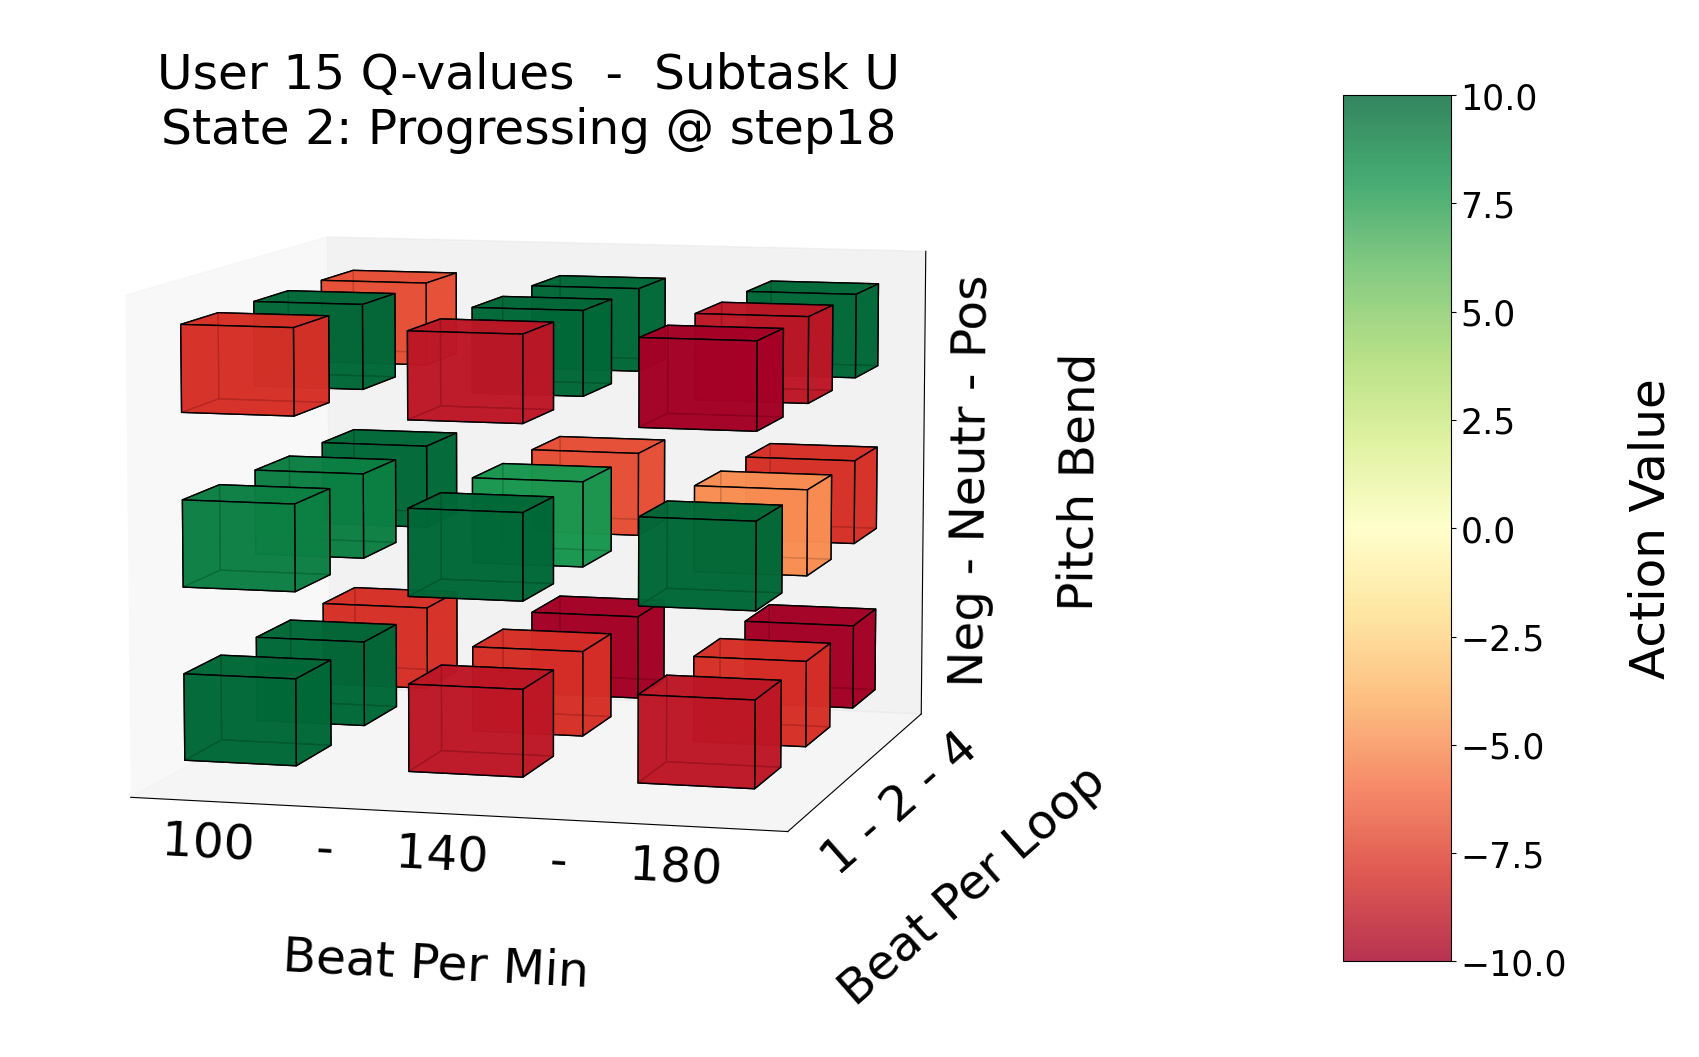 User 15 Q-values - Subtask U
State 2: Progressing @ step18
100 - 140 - 180
Beat Per Min
1 - 2 - 4
Beat Per Loop
Neg - Neutr - Pos
Pitch Bend
10.0
7.5
5.0
2.5
0.0
−2.5
−5.0
−7.5
−10.0
Action Value